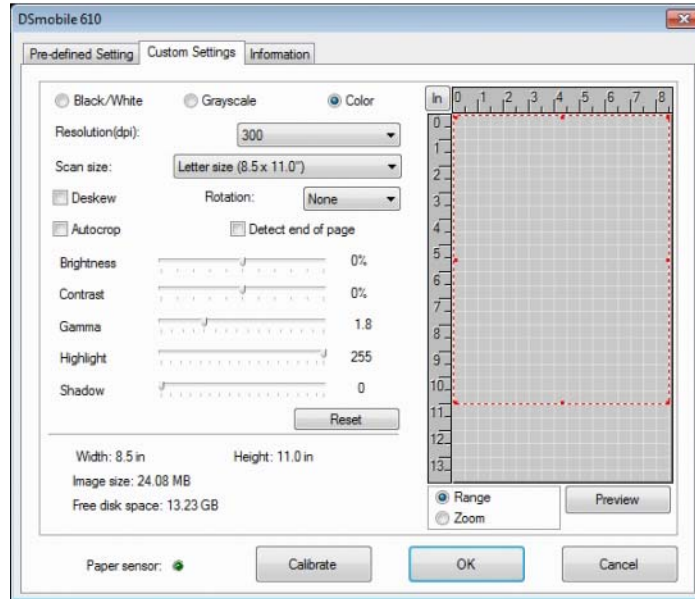 DSmobile 610
Pre-defined Setting Custom Settings Information
Black/White Grayscale Color
Resolution(dpi): 300
Scan size: Letter size (8.5 x 11.0")
Deskew Rotation: None
Autocrop Detect end of page
Brightness 0%
Contrast 0%
Gamma 1.8
Highlight 255
Shadow 0
Reset
Width: 8.5 in Height: 11.0 in
Image size: 24.08 MB
Free disk space: 13.23 GB
In 0 1 2 3 4 5 6 7 8
0
1
2
3
4
5
6
7
8
9
10
11
12
13
Range
Zoom
Preview
Paper sensor: Calibrate OK Cancel